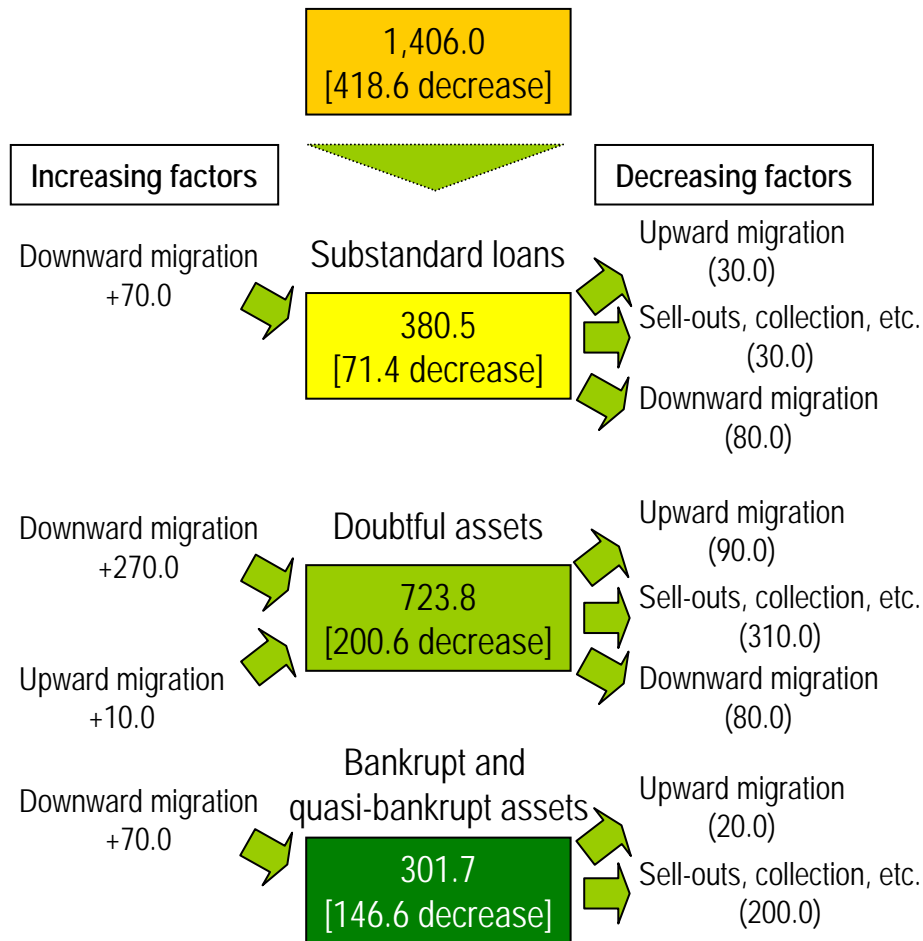 1,406.0
[418.6 decrease]
Increasing factors
Decreasing factors
Downward migration
+70.0
Substandard loans
380.5
[71.4 decrease]
Upward migration
(30.0)
Sell-outs, collection, etc.
(30.0)
Downward migration
(80.0)
Downward migration
+270.0
Upward migration
+10.0
Doubtful assets
723.8
[200.6 decrease]
Upward migration
(90.0)
Sell-outs, collection, etc.
(310.0)
Downward migration
(80.0)
Downward migration
+70.0
Bankrupt and
quasi-bankrupt assets
301.7
[146.6 decrease]
Upward migration
(20.0)
Sell-outs, collection, etc.
(200.0)